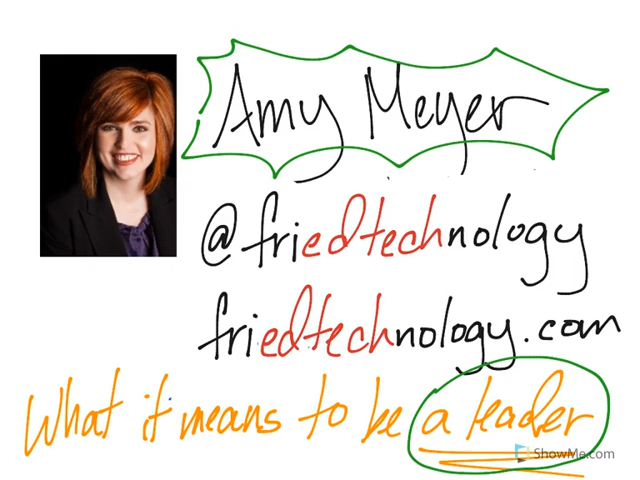 Amy Meyer
@friedtechnology
friedtechnology.com
What it means to be a leader
ShowMe.com